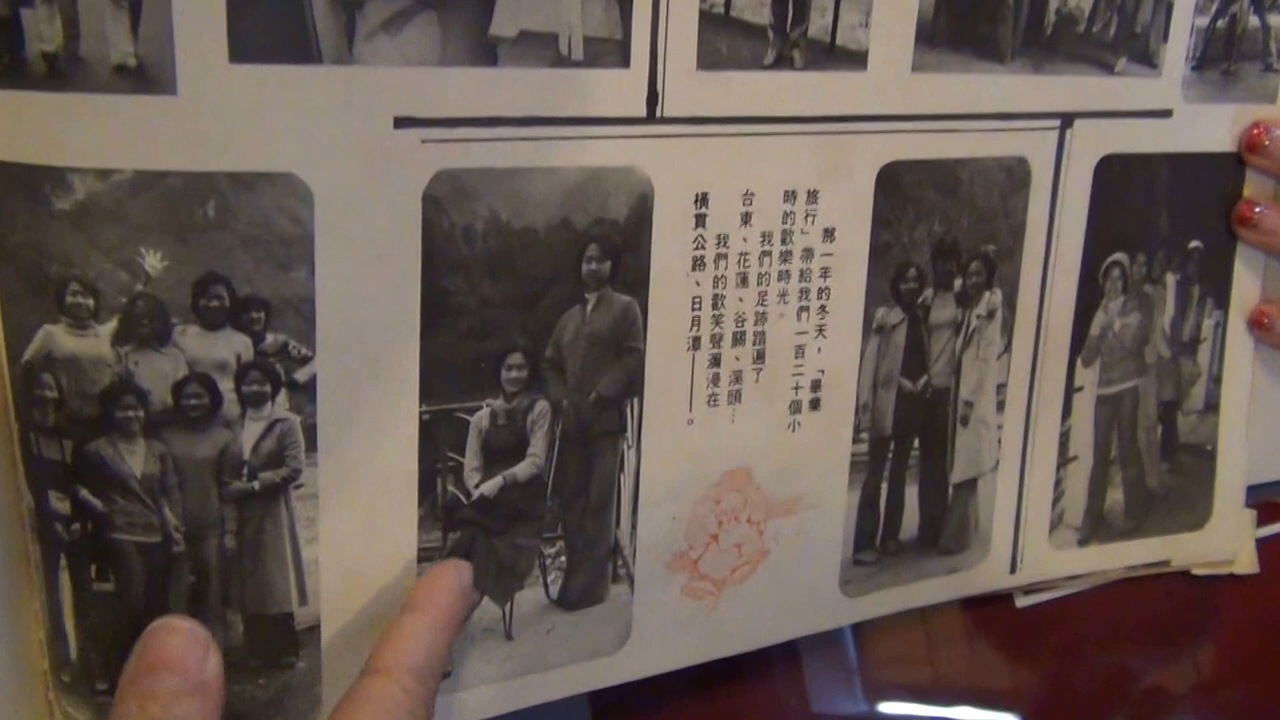 那一年的冬天，「畢業
旅行」帶給我們一百二十個小
時的歡樂時光。
我們的足跡踏遍了
台東、花蓮、谷關、溪頭…
我們的歡笑聲瀰漫在
橫貫公路、日月潭——。